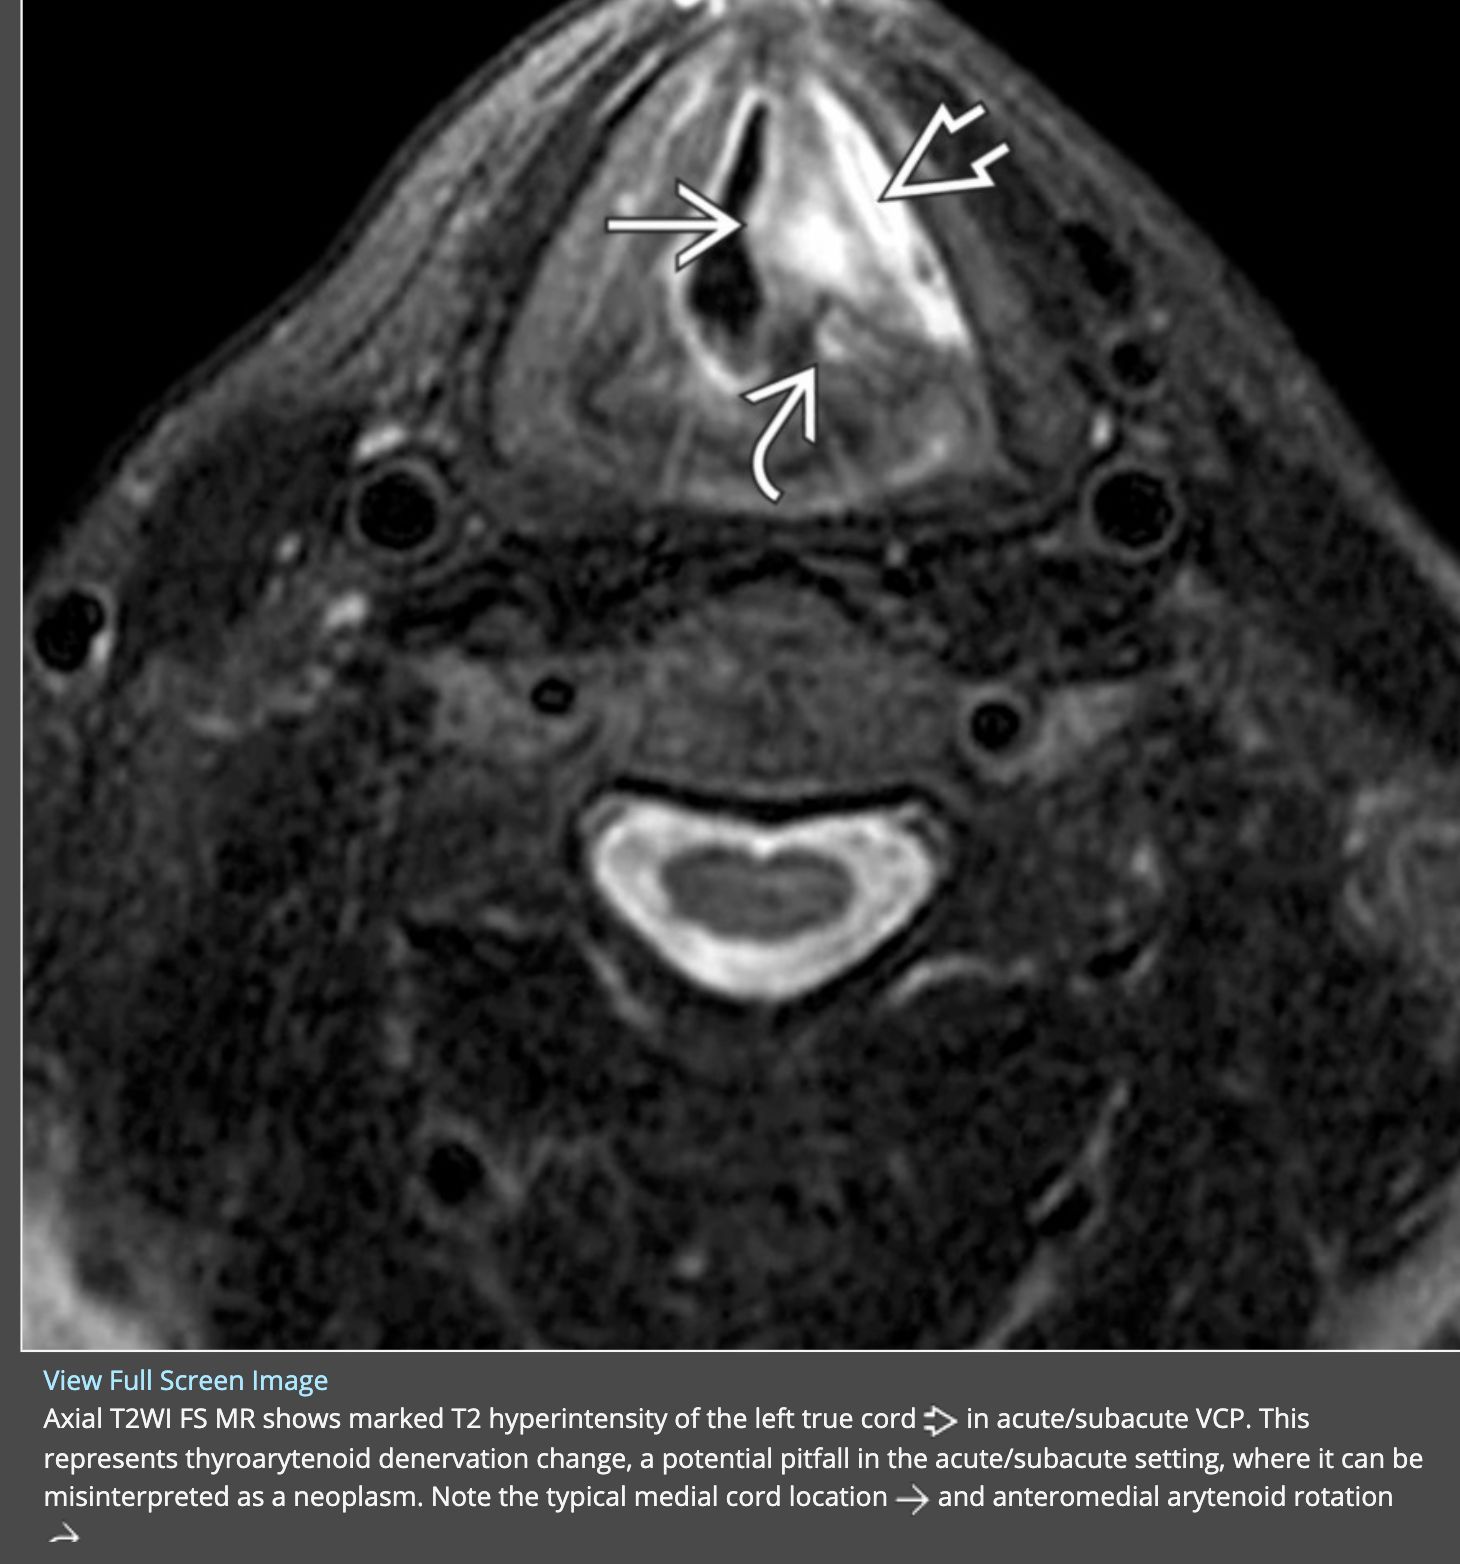 View Full Screen Image
Axial T2WI FS MR shows marked T2 hyperintensity of the left true cord in acute/subacute VCP. This
represents thyroarytenoid denervation change, a potential pitfall in the acute/subacute setting, where it can be
misinterpreted as a neoplasm. Note the typical medial cord location and anteromedial arytenoid rotation